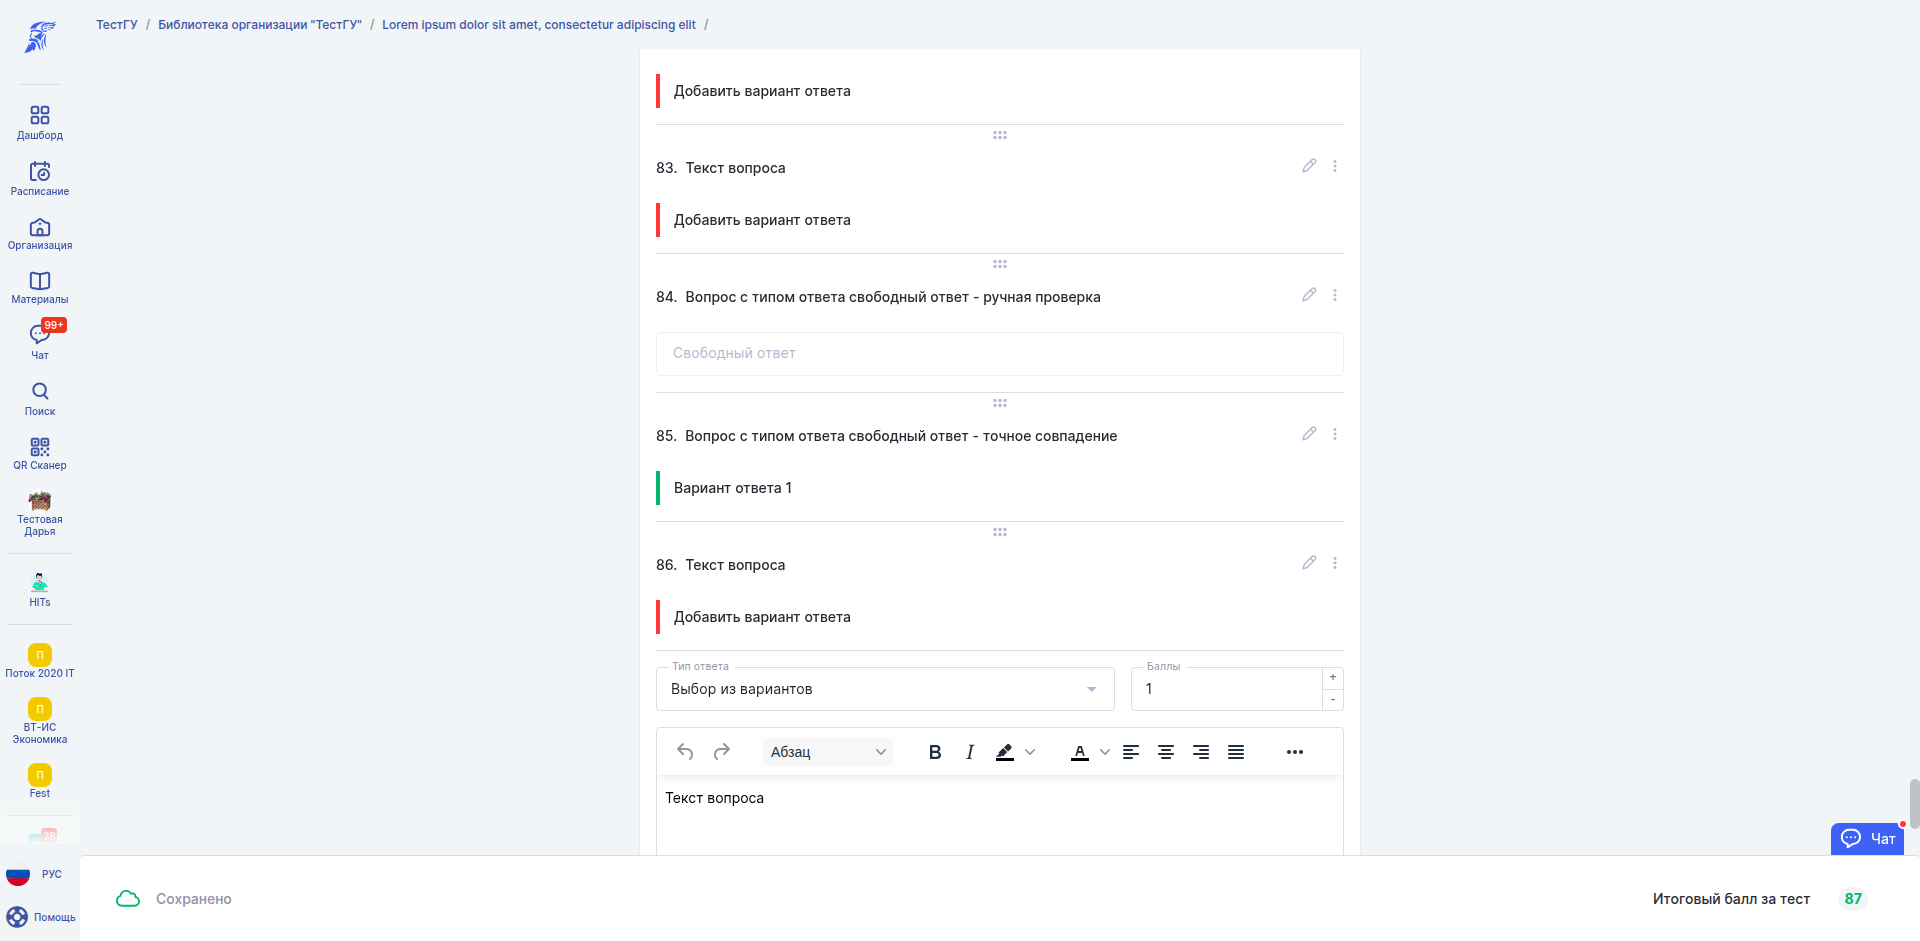 ТестГУ / Библиотека организации "ТестГУ" / Lorem ipsum dolor sit amet, consectetur adipiscing elit /
Дашборд
Расписание
Организация
Материалы
99+
Чат
Поиск
QR Сканер
Тестовая
Дарья
HITs
П
Поток 2020 IT
П
ВТ-ИС
Экономика
П
Fest
28
РУС
Помощь
Добавить вариант ответа
83. Текст вопроса
Добавить вариант ответа
84. Вопрос с типом ответа свободный ответ - ручная проверка
Свободный ответ
85. Вопрос с типом ответа свободный ответ - точное совпадение
Вариант ответа 1
86. Текст вопроса
Добавить вариант ответа
Тип ответа
Выбор из вариантов
Баллы
1
+
-
Абзац
B I A
Текст вопроса
Чат
Сохранено
Итоговый балл за тест 87